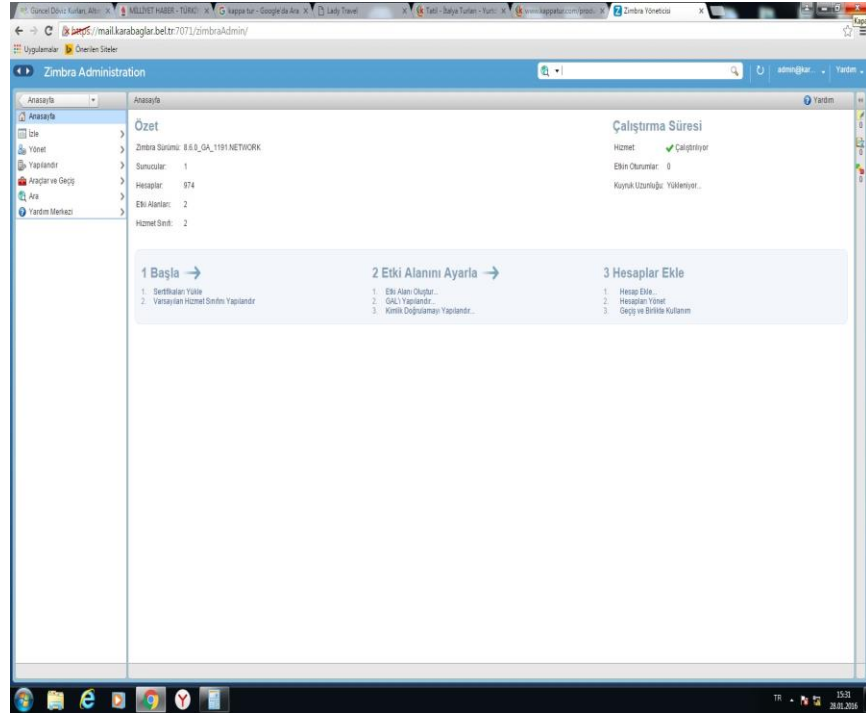 Güncel Döviz Kurları, Altın
MİLLİYET HABER - TÜRKİ
kappa tur - Google'da Ara
Lady Travel
Tatil - İtalya Turları - Yurtı
www.kappatur.com/produ
Zimbra Yöneticisi
Kapa
https://mail.karabaglar.bel.tr:7071/zimbraAdmin/
Uygulamalar
Önerilen Siteler
Zimbra Administration
admin@kar...
Yardım
Anasayfa
Anasayfa
Yardım
Anasayfa
İzle
Yönet
Yapılandır
Araçlar ve Geçiş
Ara
Yardım Merkezi
Özet
Zimbra Sürümü: 8.6.0_GA_1191.NETWORK
Sunucular: 1
Hesaplar: 974
Etki Alanları: 2
Hizmet Sınıfı: 2
Çalıştırma Süresi
Hizmet: Çalıştırılıyor
Etkin Oturumlar: 0
Kuyruk Uzunluğu: Yükleniyor...
1 Başla
1. Sertifikaları Yükle
2. Varsayılan Hizmet Sınıfını Yapılandır
2 Etki Alanını Ayarla
1. Etki Alanı Oluştur...
2. GAL'ı Yapılandır...
3. Kimlik Doğrulamayı Yapılandır...
3 Hesaplar Ekle
1. Hesap Ekle...
2. Hesapları Yönet
3. Geçiş ve Birlikte Kullanım
TR
15:31
28.01.2016